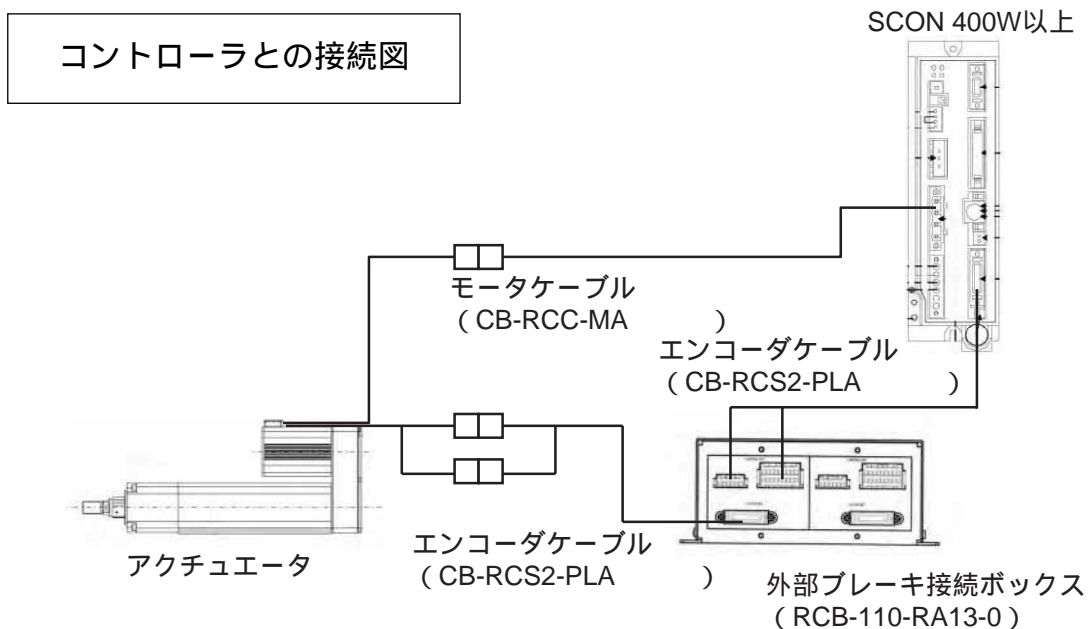 SCON 400W以上
コントローラとの接続図
モータケーブル
（CB-RCC-MA　　　）
エンコーダケーブル
（CB-RCS2-PLA　　　）
アクチュエータ
エンコーダケーブル
（CB-RCS2-PLA　　　）
外部ブレーキ接続ボックス
（RCB-110-RA13-0）